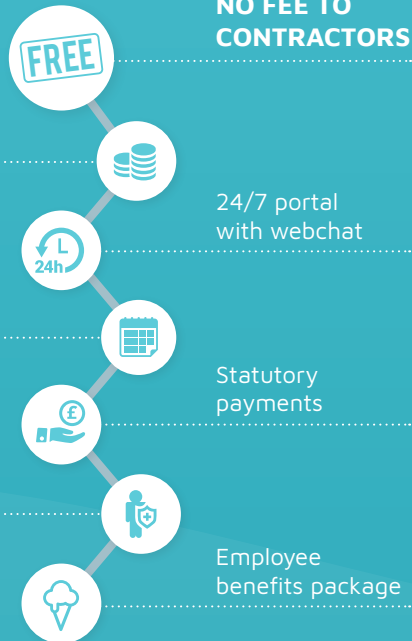 NO FEE TO
CONTRACTORS
FREE
24/7 portal
with webchat
24h
Statutory
payments
£
Employee
benefits package